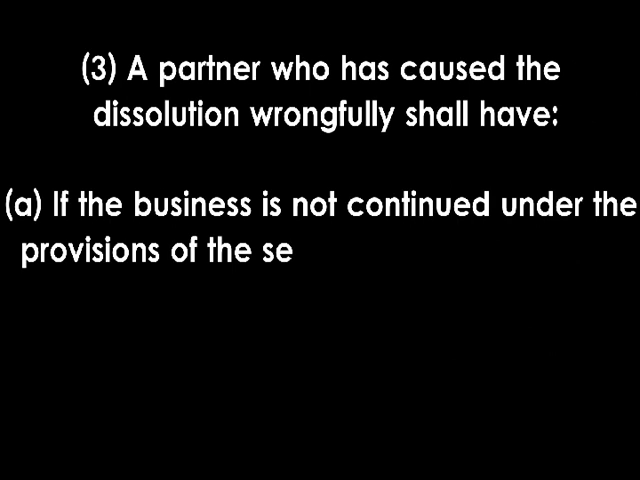 (3) A partner who has caused the
dissolution wrongfully shall have:
(a) If the business is not continued under the
provisions of the se